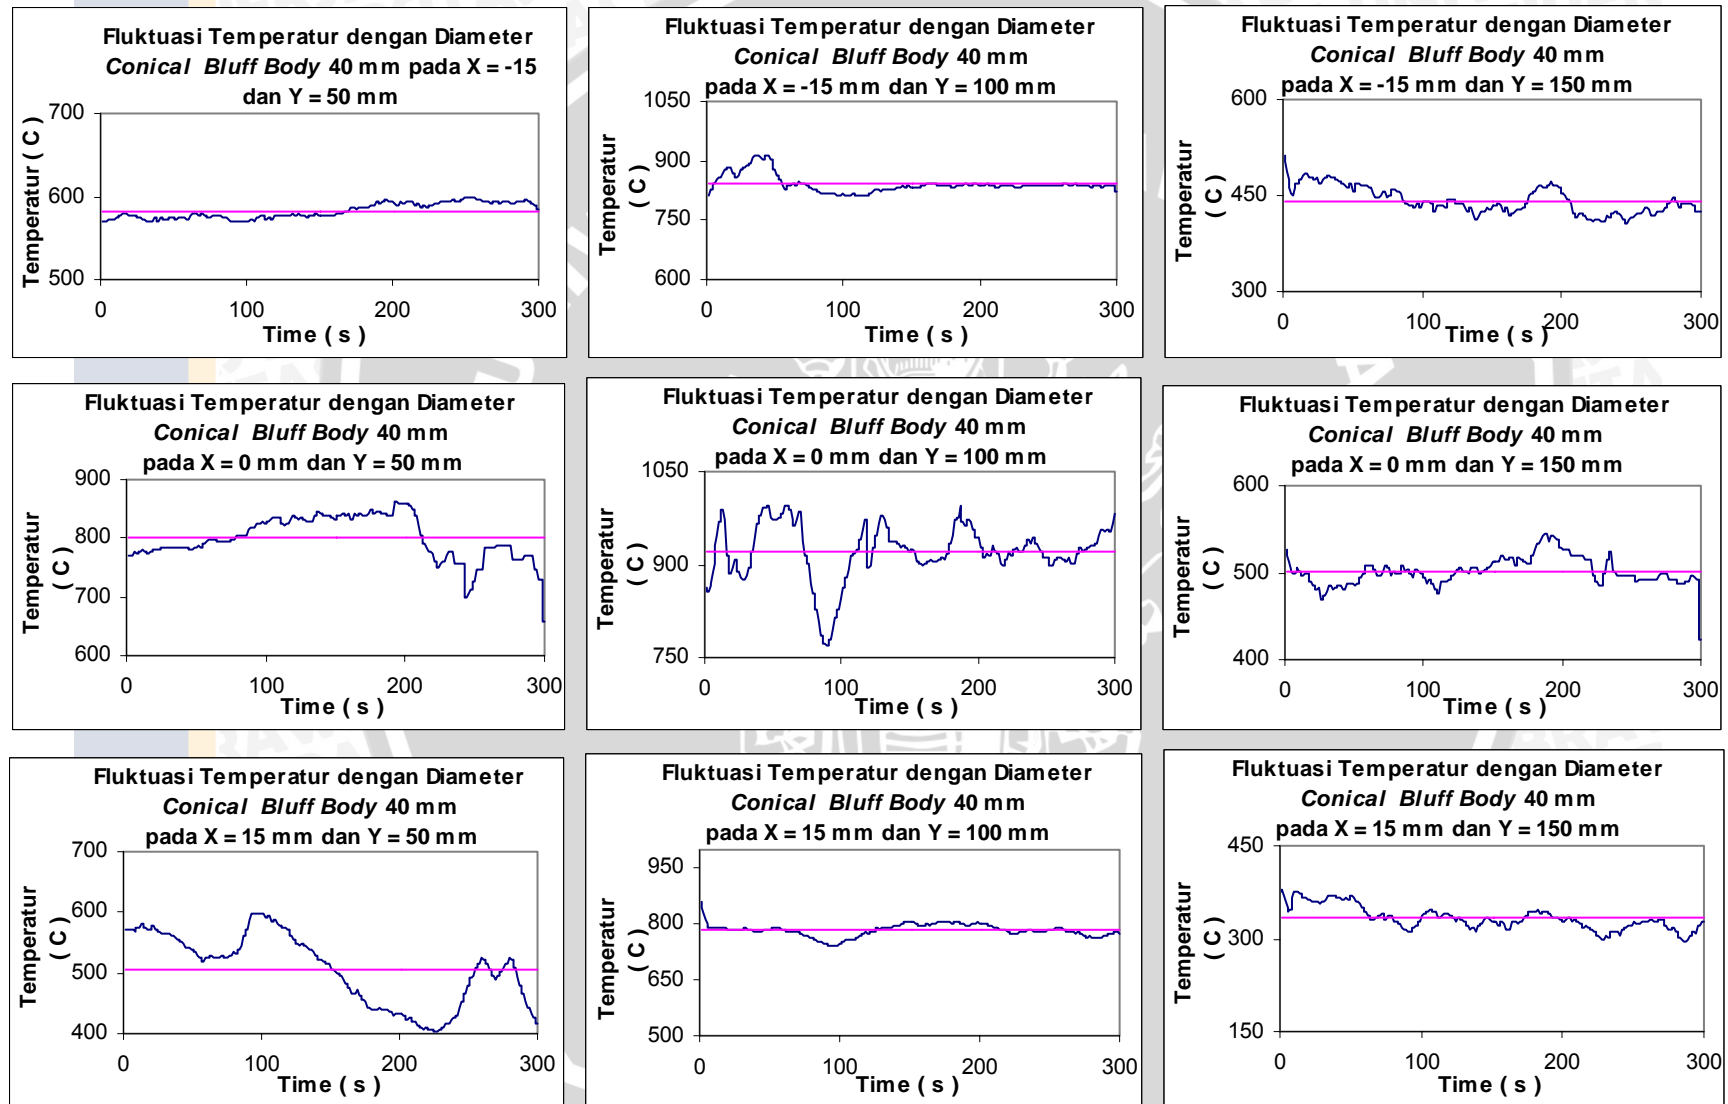 Fluktuasi Temperatur dengan Diameter
Conical Bluff Body 40 mm pada X = -15
dan Y = 50 mm
700
600
500
Temperatur ( C )
0 100 200 300
Time ( s )
Fluktuasi Temperatur dengan Diameter
Conical Bluff Body 40 mm
pada X = -15 mm dan Y = 100 mm
1050
900
750
600
Temperatur
( C )
0 100 200 300
Time ( s )
Fluktuasi Temperatur dengan Diameter
Conical Bluff Body 40 mm
pada X = -15 mm dan Y = 150 mm
600
450
300
Temperatur
( C )
0 100 200 300
Time ( s )
Fluktuasi Temperatur dengan Diameter
Conical Bluff Body 40 mm
pada X = 0 mm dan Y = 50 mm
900
800
700
600
Temperatur
( C )
0 100 200 300
Time ( s )
Fluktuasi Temperatur dengan Diameter
Conical Bluff Body 40 mm
pada X = 0 mm dan Y = 100 mm
1050
900
750
Temperatur
( C )
0 100 200 300
Time ( s )
Fluktuasi Temperatur dengan Diameter
Conical Bluff Body 40 mm
pada X = 0 mm dan Y = 150 mm
600
500
400
Temperatur
( C )
0 100 200 300
Time ( s )
Fluktuasi Temperatur dengan Diameter
Conical Bluff Body 40 mm
pada X = 15 mm dan Y = 50 mm
700
600
500
400
Temperatur
( C )
0 100 200 300
Time ( s )
Fluktuasi Temperatur dengan Diameter
Conical Bluff Body 40 mm
pada X = 15 mm dan Y = 100 mm
950
800
650
500
Temperatur
( C )
0 100 200 300
Time ( s )
Fluktuasi Temperatur dengan Diameter
Conical Bluff Body 40 mm
pada X = 15 mm dan Y = 150 mm
450
300
150
Temperatur
( C )
0 100 200 300
Time ( s )